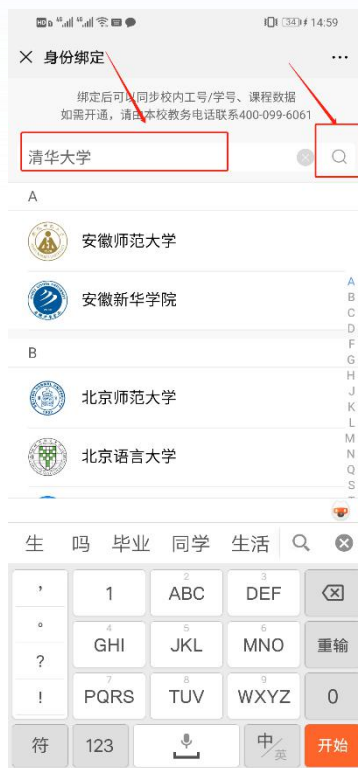 14:59
34
× 身份绑定 ...
绑定后可以同步校内工号/学号、课程数据
如需开通，请由本校教务电话联系400-099-6061
清华大学
A
安徽师范大学
安徽新华学院
B
北京师范大学
北京语言大学
A
B
C
D
F
G
H
J
K
L
M
N
Q
S
生 吗 毕业 同学 生活
， 1 2 ABC 3 DEF
。 4 GHI 5 JKL 6 MNO 重输
？
！ 7 PQRS 8 TUV 9 WXYZ 0
符 123 中/英 开始